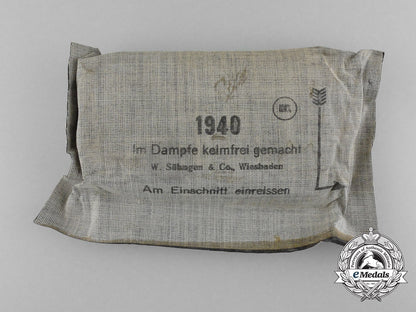 1940
Im Dampfe keimfrei gemacht
W. Söhngen & Co., Wiesbaden
Am Einschnitt einreissen
eMedals